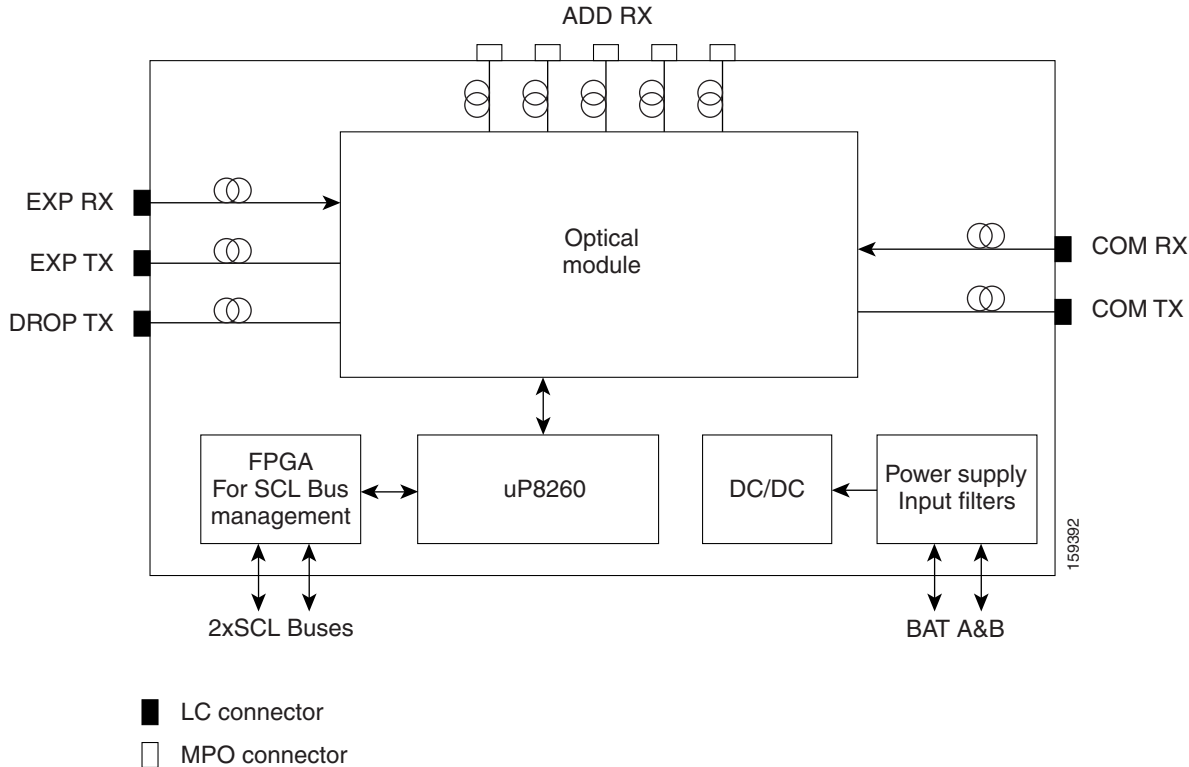 ADD RX
EXP RX
EXP TX
DROP TX
Optical
module
COM RX
COM TX
FPGA
For SCL Bus
management
uP8260
DC/DC
Power supply
Input filters
159392
2xSCL Buses
BAT A&B
LC connector
MPO connector